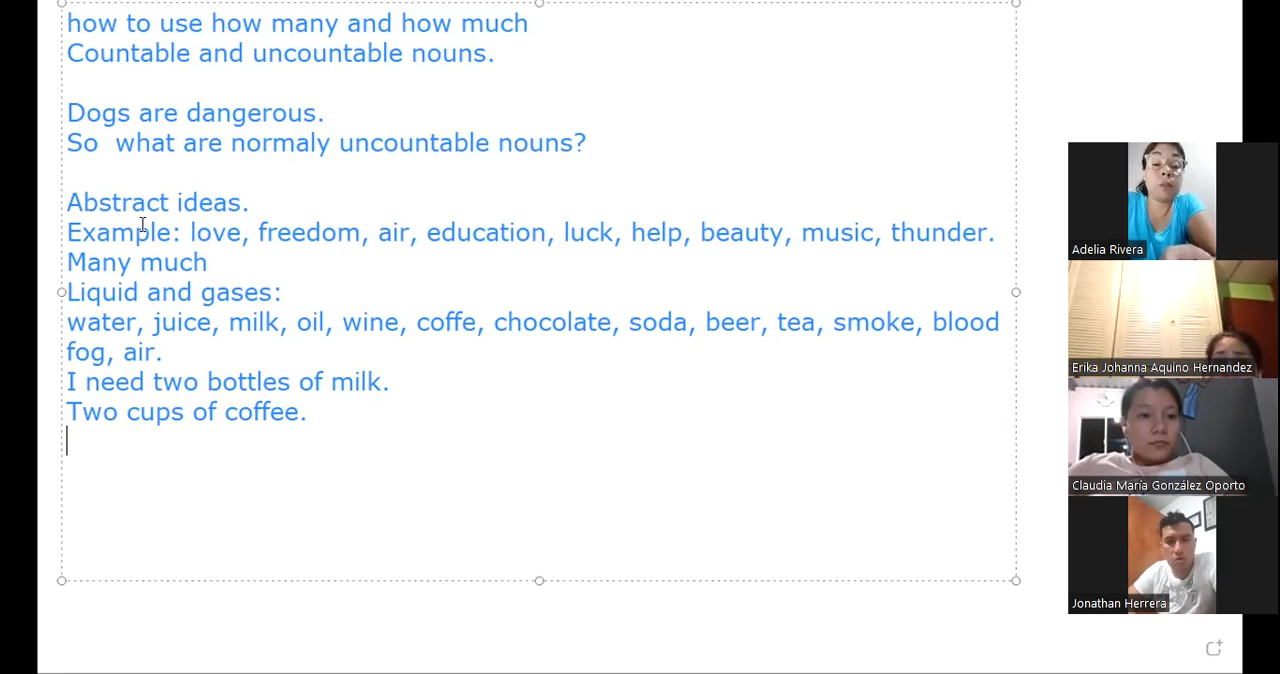 how to use how many and how much
Countable and uncountable nouns.
Dogs are dangerous.
So  what are normaly uncountable nouns?
Abstract ideas.
Example: love, freedom, air, education, luck, help, beauty, music, thunder.
Many much
Liquid and gases:
water, juice, milk, oil, wine, coffe, chocolate, soda, beer, tea, smoke, blood
fog, air.
I need two bottles of milk.
Two cups of coffee.
Adelia Rivera
Erika Johanna Aquino Hernandez
Claudia María González Oporto
Jonathan Herrera